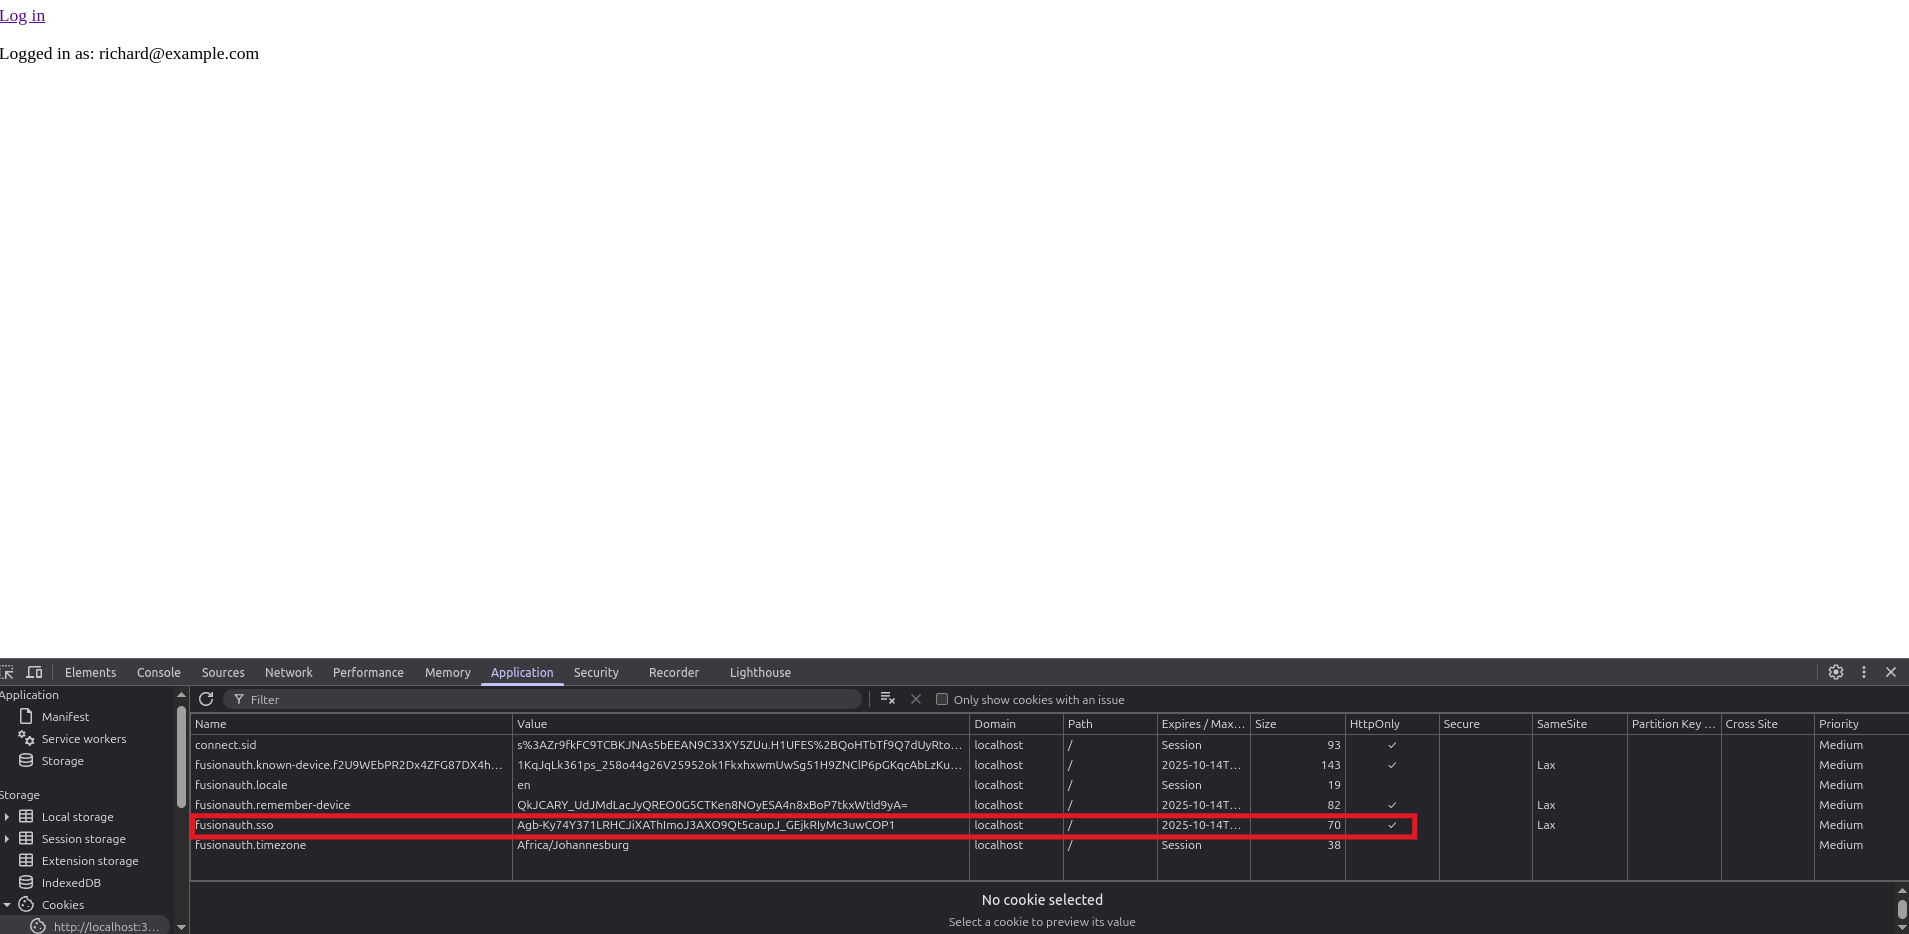 Log in
Logged in as: richard@example.com
Elements Console Sources Network Performance Memory Application Security Recorder Lighthouse
Application
Manifest
Service workers
Storage
Storage
Local storage
Session storage
Extension storage
IndexedDB
Cookies
http://localhost:3...
Filter Only show cookies with an issue
Name Value Domain Path Expires / Max... Size HttpOnly Secure SameSite Partition Key ... Cross Site Priority
connect.sid s%3AZr9fkFC9TCBKJNAs5bEEAN9C33XY5ZUu.H1UFES%2BQoHTbTf9Q7dUyRto... localhost / Session 93 ✓ Medium
fusionauth.known-device.f2U9WEbPR2Dx4ZFG87DX4h... 1KqJqLk361ps_258o44g26V25952ok1FkxhxwmUwSg51H9ZNClP6pGKqcAbLzKu... localhost / 2025-10-14T... 143 ✓ Lax Medium
fusionauth.locale en localhost / Session 19 Medium
fusionauth.remember-device QkJCARY_UdJMdLacJyQREO0G5CTKen8NOyESA4n8xBoP7tkxWtld9yA= localhost / 2025-10-14T... 82 ✓ Lax Medium
fusionauth.sso Agb-Ky74Y371LRHCJiXAThImoJ3AXO9Qt5caupJ_GEjkRIyMc3uwCOP1 localhost / 2025-10-14T... 70 ✓ Lax Medium
fusionauth.timezone Africa/Johannesburg localhost / Session 38 Medium
No cookie selected
Select a cookie to preview its value